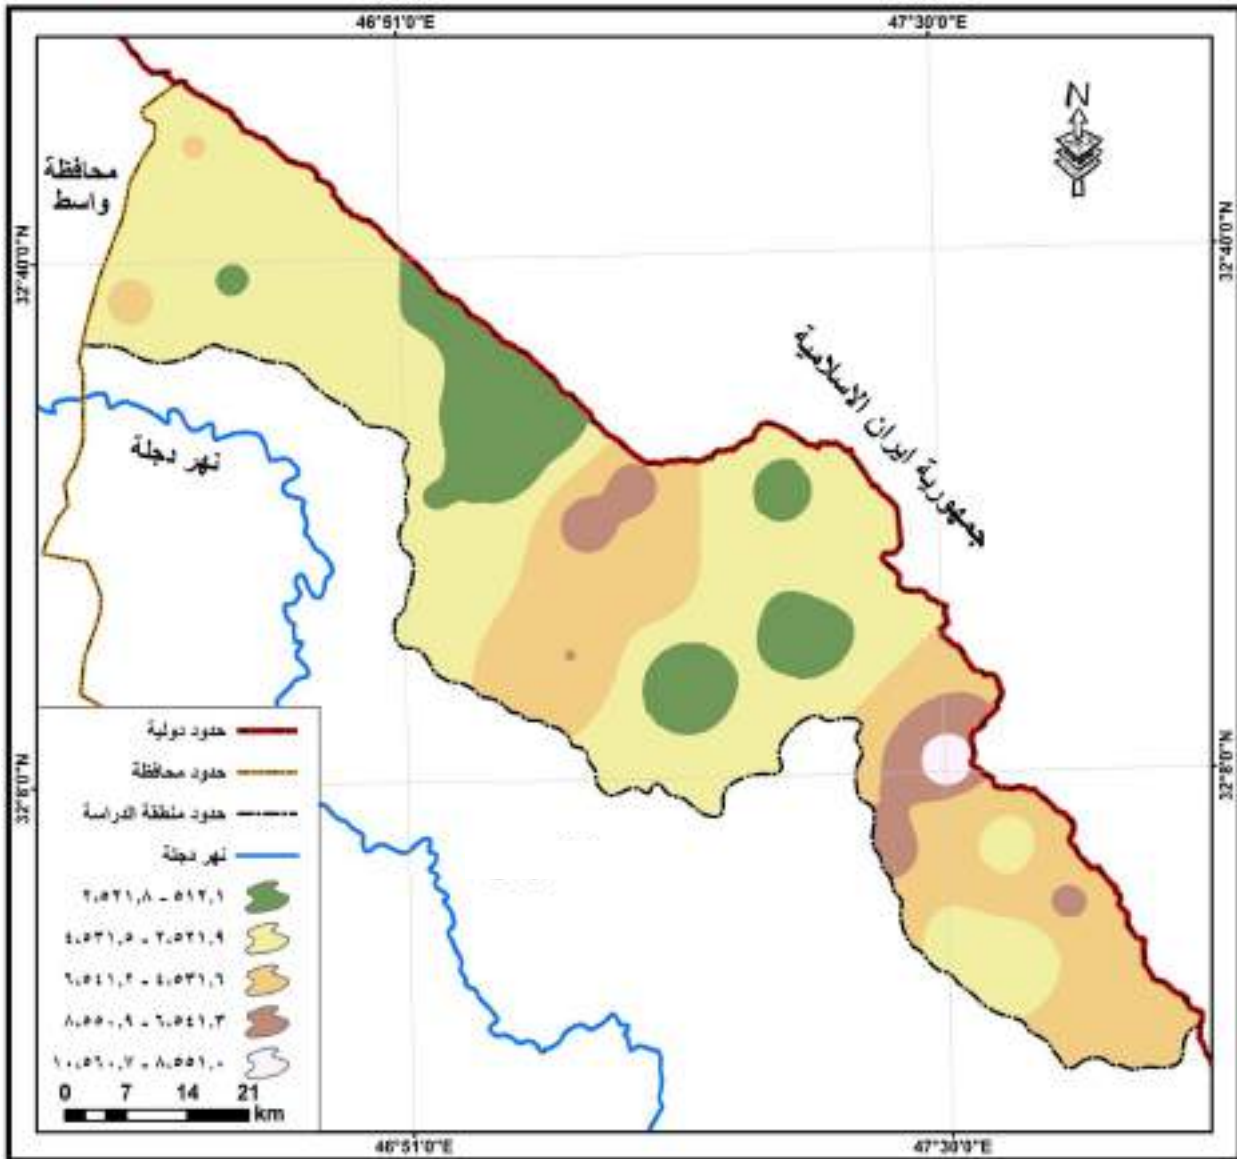 46°51'0"E
47°30'0"E
N
محافظة
واسط
32°40'0"N
32°40'0"N
جمهورية ايران الاسلامية
نهر دجلة
حدود دولية
حدود محافظة
حدود منطقة الدراسة
نهر دجلة
٥١٢,١ - ٢,٥٢١,٨
٢,٥٢١,٩ - ٤,٥٣١,٥
٤,٥٣١,٦ - ٦,٥٤١,٢
٦,٥٤١,٣ - ٨,٥٥٠,٩
٨,٥٥١,٠ - ١٠,٥٦٠,٧
0 7 14 21
km
32°8'0"N
32°8'0"N
46°51'0"E
47°30'0"E